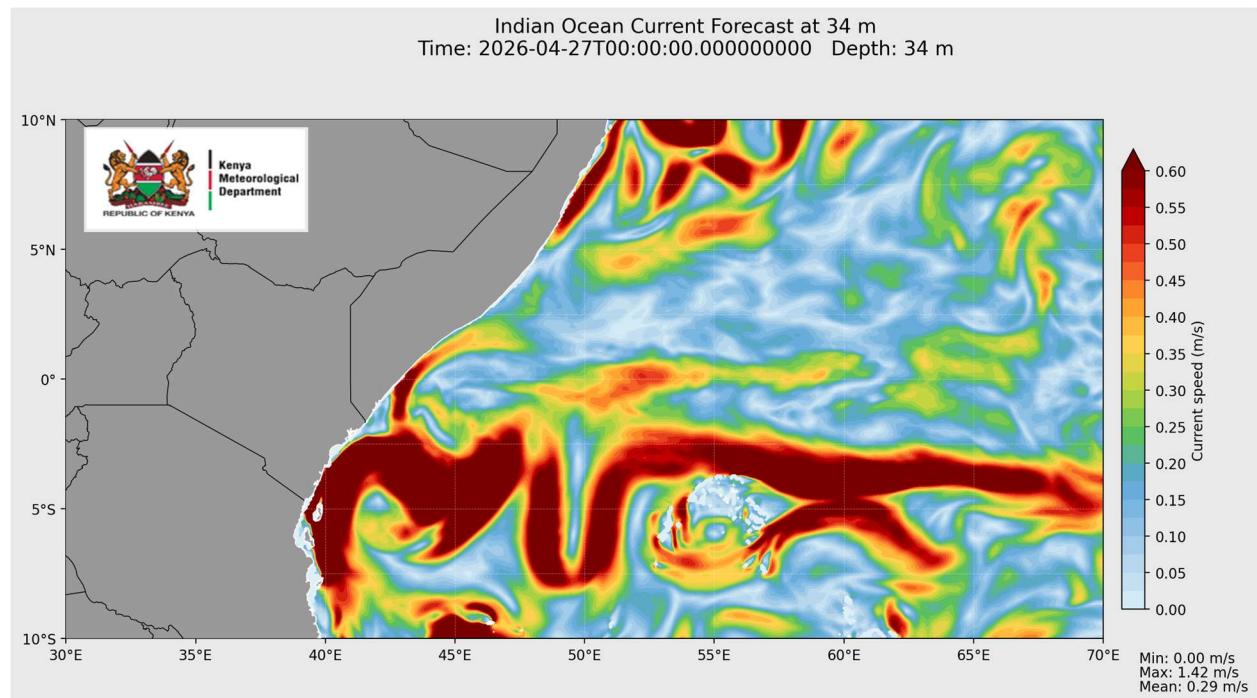 Indian Ocean Current Forecast at 34 m
Time: 2026-04-27T00:00:00.000000000   Depth: 34 m
10°N
5°N
0°
5°S
10°S
30°E
35°E
40°E
45°E
50°E
55°E
60°E
65°E
70°E
Kenya
Meteorological
Department
REPUBLIC OF KENYA
0.60
0.55
0.50
0.45
0.40
0.35
0.30
0.25
0.20
0.15
0.10
0.05
0.00
Current speed (m/s)
Min: 0.00 m/s
Max: 1.42 m/s
Mean: 0.29 m/s